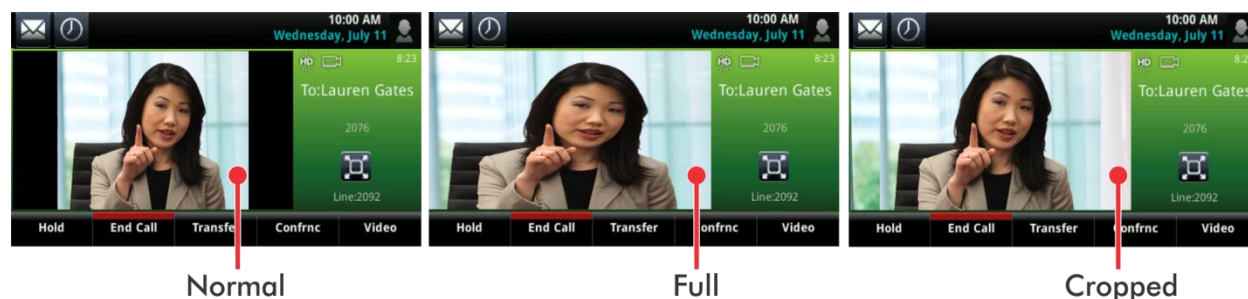 10:00 AM
Wednesday, July 11
HD
8:23
To:Lauren Gates
2076
Line:2092
Hold End Call Transfer Confrnc Video
Normal
10:00 AM
Wednesday, July 11
HD
8:23
To:Lauren Gates
2076
Line:2092
Hold End Call Transfer Confrnc Video
Full
10:00 AM
Wednesday, July 11
HD
8:23
To:Lauren Gates
2076
Line:2092
Hold End Call Transfer Confrnc Video
Cropped